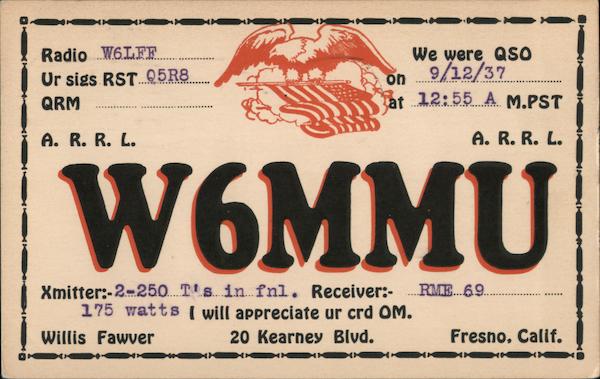 Radio W6LFF We were QSO
Ur sigs RST Q5R8 on 9/12/37
QRM at 12:55 A M.PST
A. R. R. L. A. R. R. L.
W6MMU
Xmitter:- 2-250 T's in fnl. Receiver:- RME 69
175 watts I will appreciate ur crd OM.
Willis Fawver 20 Kearney Blvd. Fresno, Calif.